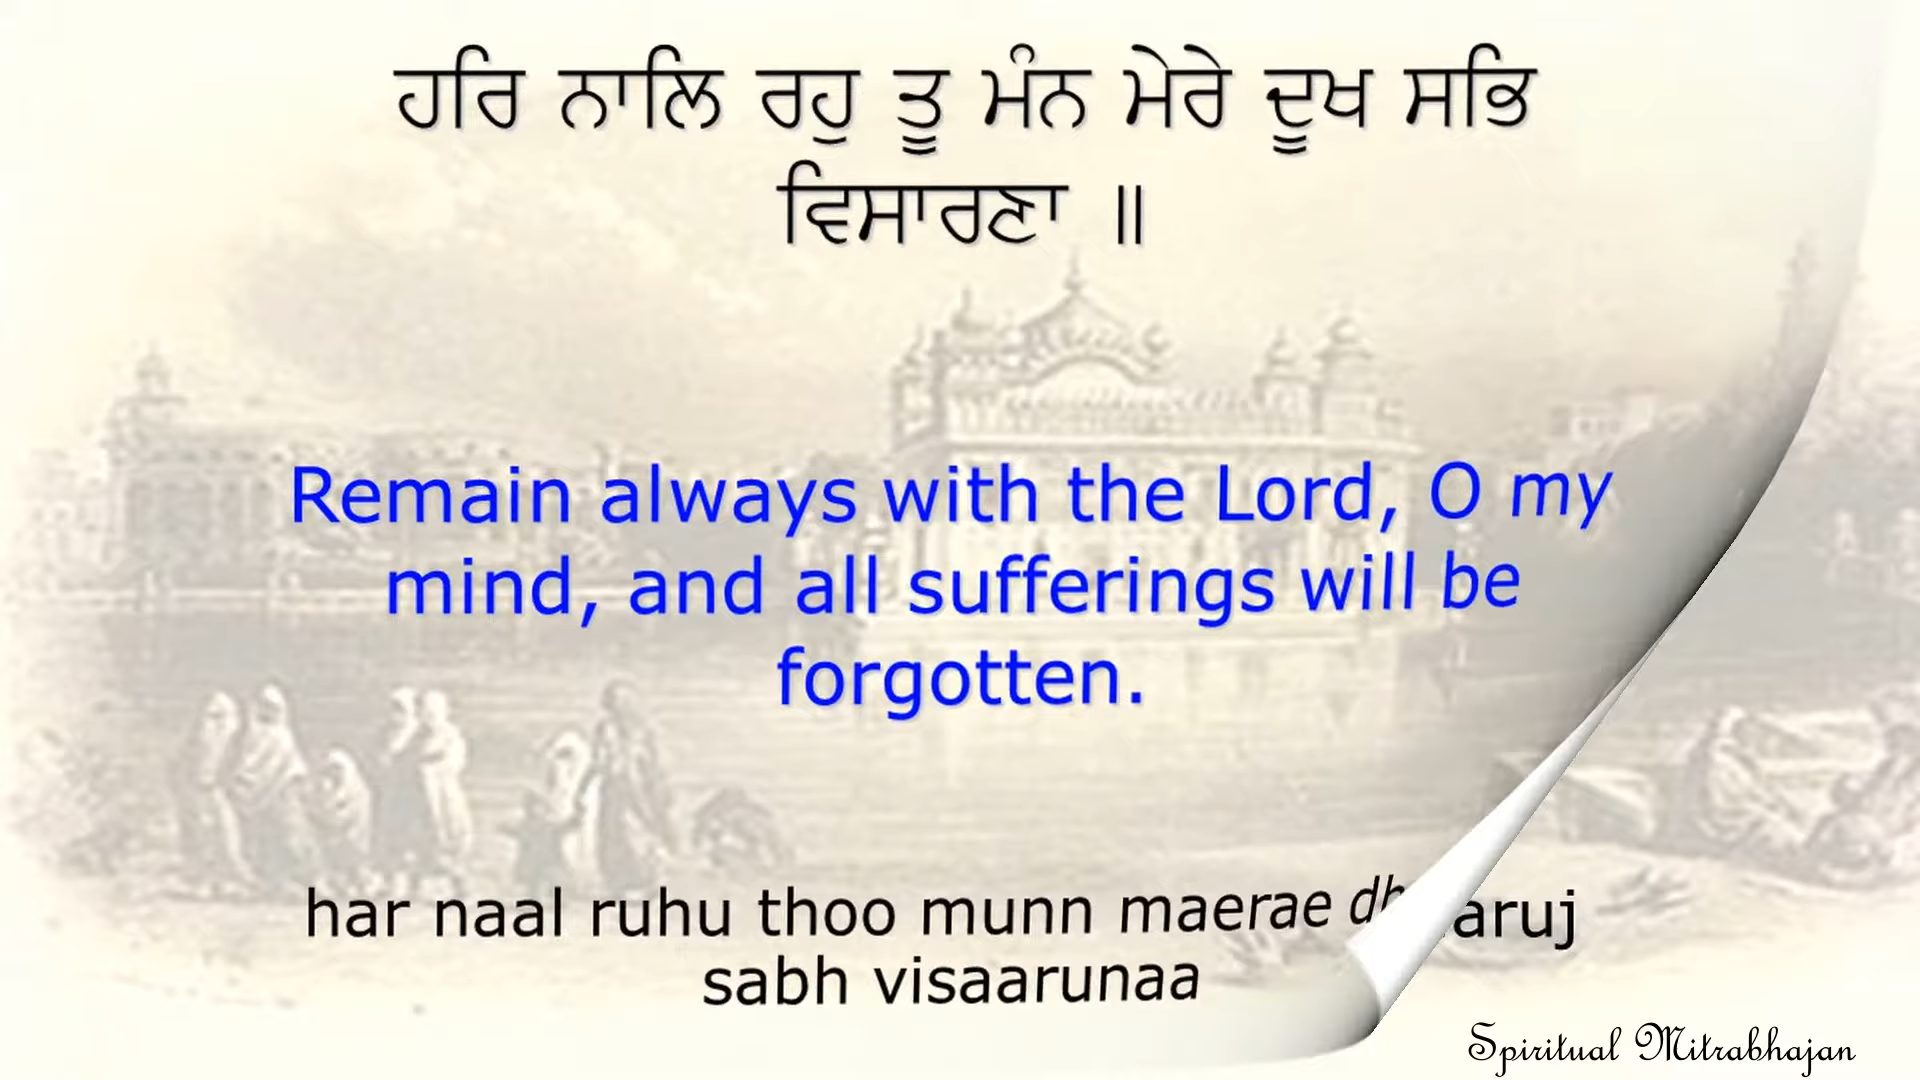 ਹਰਿ ਨਾਲਿ ਰਹੁ ਤੂ ਮੰਨ ਮੇਰੇ ਦੂਖ ਸਭਿ
ਵਿਸਾਰਣਾ ॥
Remain always with the Lord, O my
mind, and all sufferings will be
forgotten.
har naal ruhu thoo munn maerae
sabh visaarunaa
Spiritual Mitrabhajan